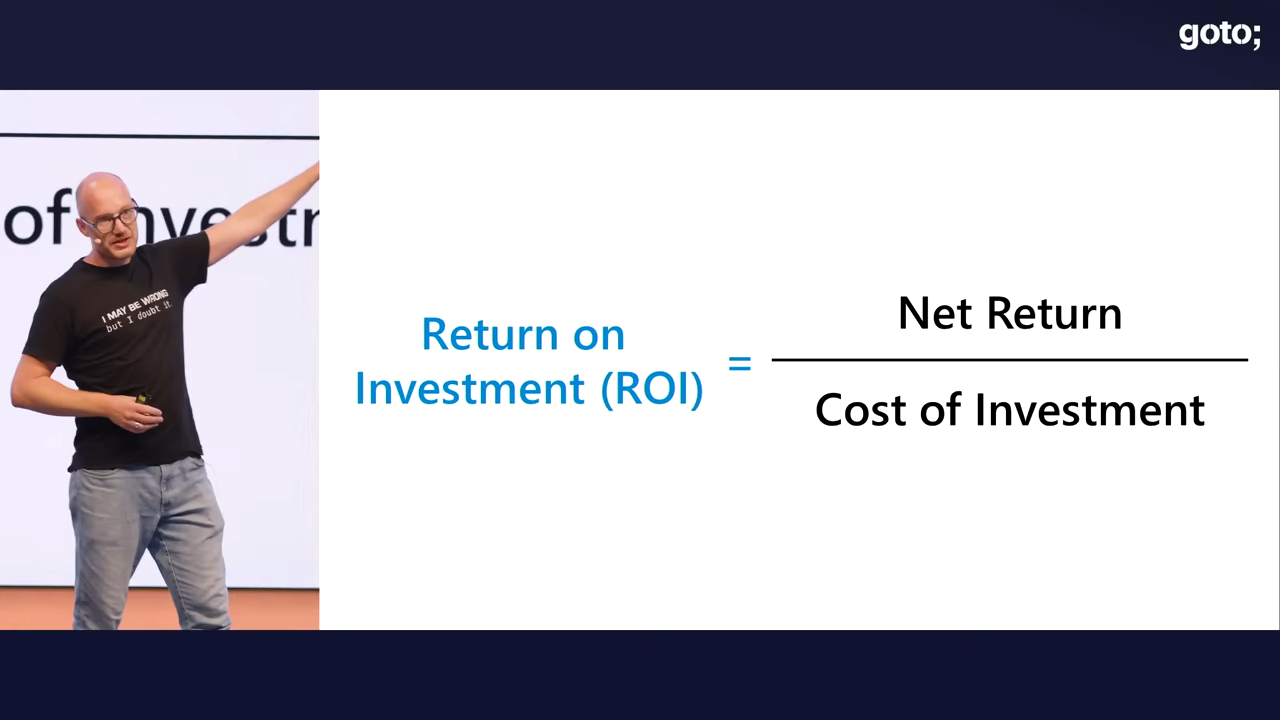 goto;
of Investr
I MAY BE WRONG
but I doubt it
Return on
Investment (ROI)
=
Net Return
Cost of Investment